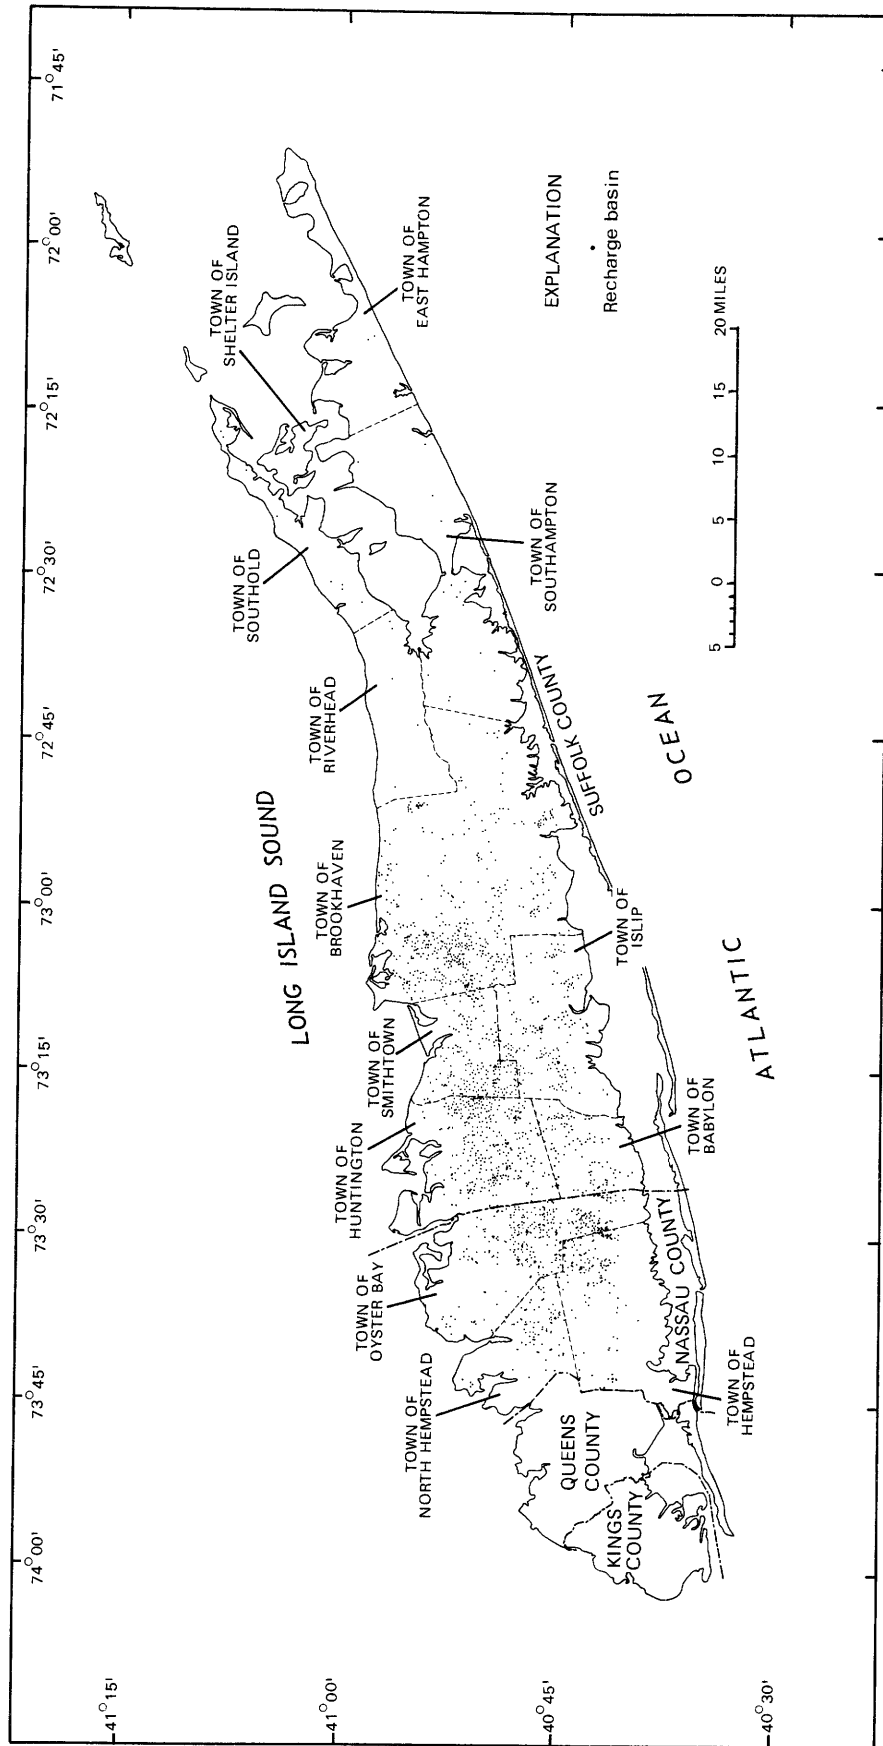 74°00'
73°45'
73°30'
73°15'
73°00'
72°45'
72°30'
72°15'
72°00'
71°45'
41°15'
41°00'
40°45'
40°30'
LONG ISLAND SOUND
TOWN OF
NORTH HEMPSTEAD
TOWN OF
OYSTER BAY
TOWN OF
HUNTINGTON
TOWN OF
SMITHTOWN
TOWN OF
BROOKHAVEN
TOWN OF
RIVERHEAD
TOWN OF
SOUTHOLD
TOWN OF
SHELTER ISLAND
TOWN OF
EAST HAMPTON
TOWN OF
SOUTHAMPTON
TOWN OF
ISLIP
TOWN OF
BABYLON
TOWN OF
HEMPSTEAD
QUEENS
COUNTY
KINGS
COUNTY
NASSAU COUNTY
SUFFOLK COUNTY
ATLANTIC
OCEAN
EXPLANATION
Recharge basin
5 0 5 10 15 20 MILES